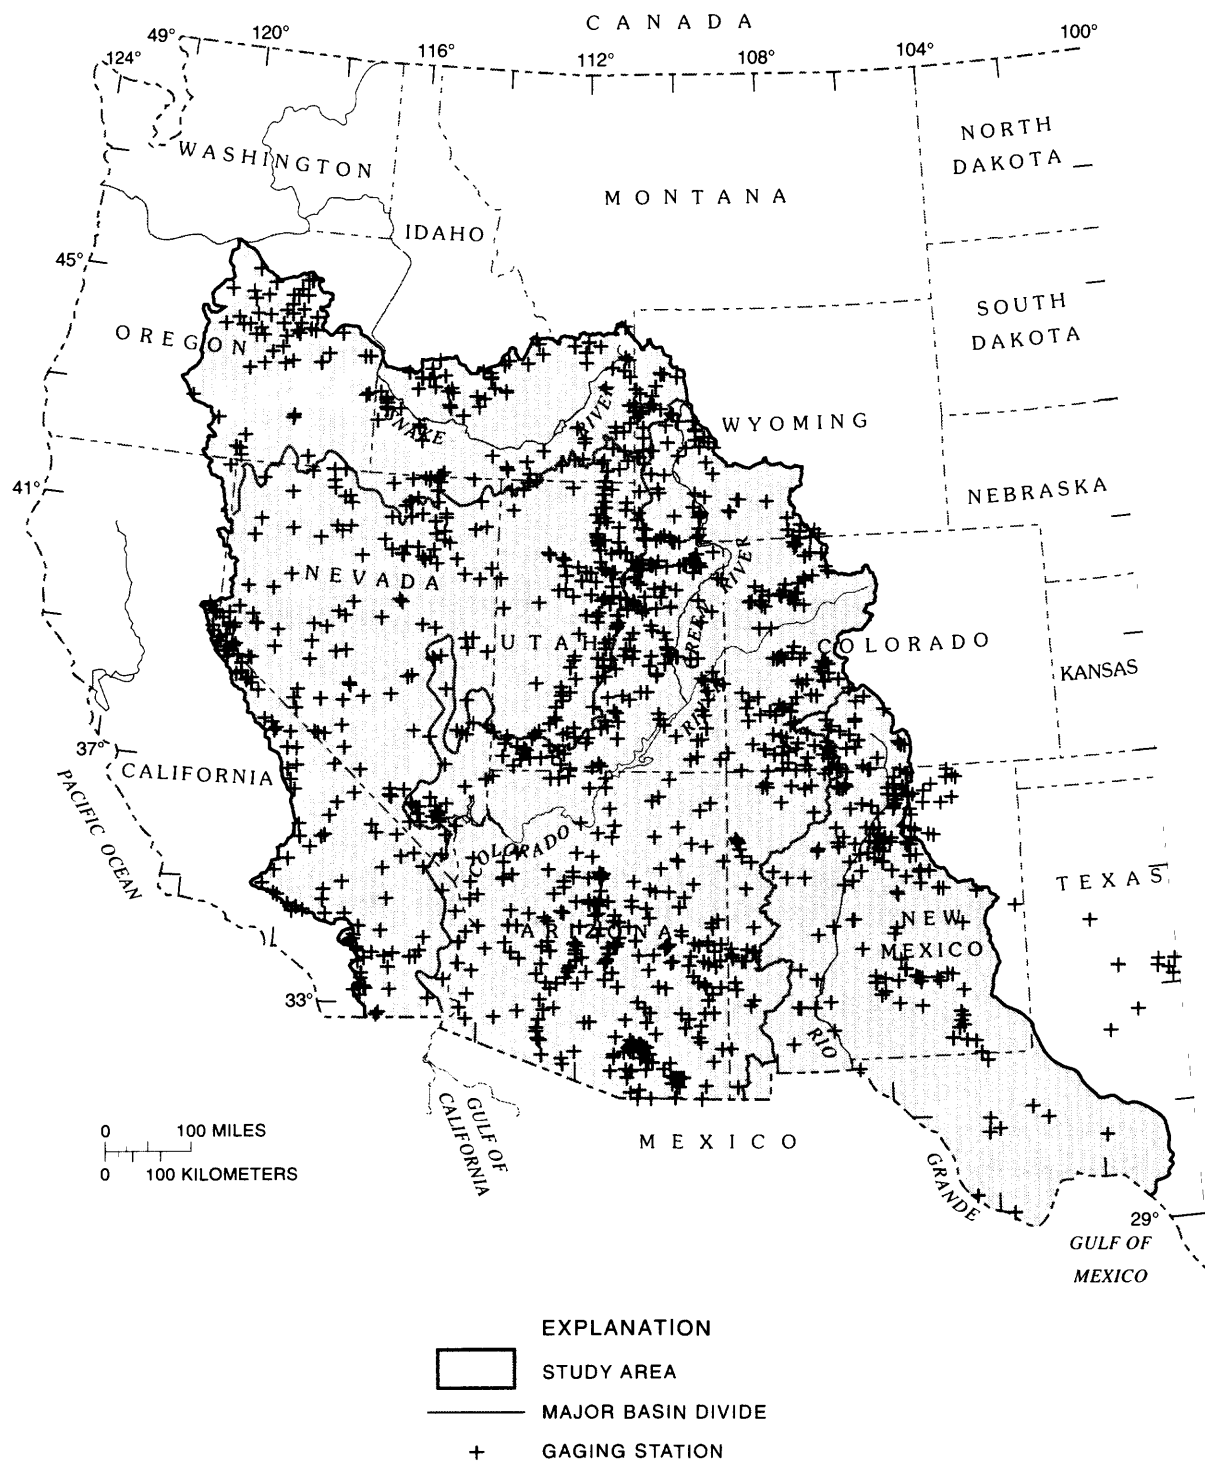 CANADA
49°
120°
124°
116°
112°
108°
104°
100°
WASHINGTON
NORTH
DAKOTA
MONTANA
IDAHO
45°
SOUTH
DAKOTA
OREGON
SNAKE
RIVER
WYOMING
41°
NEBRASKA
NEVADA
GREEN RIVER
UTAH
COLORADO
KANSAS
RIVER
37°
CALIFORNIA
PACIFIC OCEAN
COLORADO
TEXAS
ARIZONA
NEW
MEXICO
33°
RIO
GULF OF
CALIFORNIA
MEXICO
GRANDE
0 100 MILES
0 100 KILOMETERS
29°
GULF OF
MEXICO
EXPLANATION
STUDY AREA
MAJOR BASIN DIVIDE
GAGING STATION